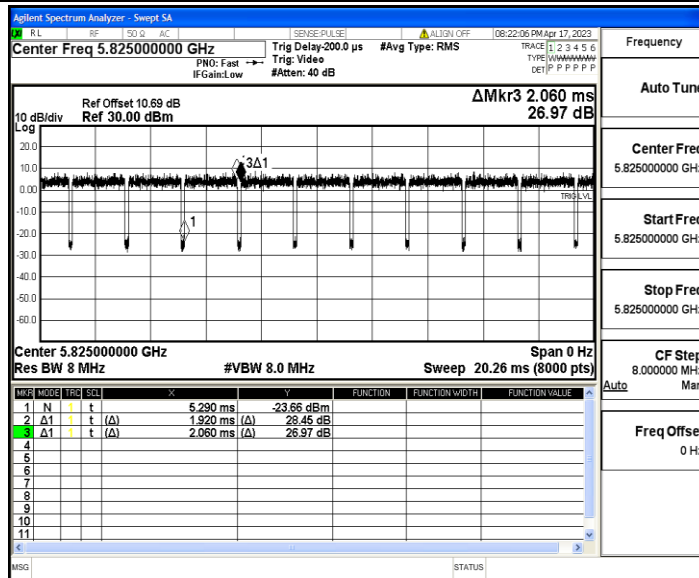 Agilent Spectrum Analyzer - Swept SA
RL RF 50 Ω AC SENSE:PULSE ALIGN OFF 08:22:06 PM Apr 17, 2023
Center Freq 5.825000000 GHz
PNO: Fast
IFGain:Low
Trig Delay-200.0 µs
Trig: Video
#Atten: 40 dB
#Avg Type: RMS
TRACE 1 2 3 4 5 6
TYPE
DET P P P P P P
ΔMkr3 2.060 ms
26.97 dB
Ref Offset 10.69 dB
10 dB/div Ref 30.00 dBm
Log
20.0
10.0
0.00
-10.0
-20.0
-30.0
-40.0
-50.0
-60.0
3Δ1
1
TRIG LVL
Center 5.825000000 GHz Span 0 Hz
Res BW 8 MHz #VBW 8.0 MHz Sweep 20.26 ms (8000 pts)
MKR MODE TRC SCL X Y FUNCTION FUNCTION WIDTH FUNCTION VALUE
1 N 1 t 5.290 ms -23.66 dBm
2 Δ1 1 t (Δ) 1.920 ms (Δ) 28.45 dB
3 Δ1 1 t (Δ) 2.060 ms (Δ) 26.97 dB
4
5
6
7
8
9
10
11
MSG STATUS
Frequency
Auto Tune
Center Freq
5.825000000 GHz
Start Freq
5.825000000 GHz
Stop Freq
5.825000000 GHz
CF Step
8.000000 MHz
Auto Man
Freq Offset
0 Hz